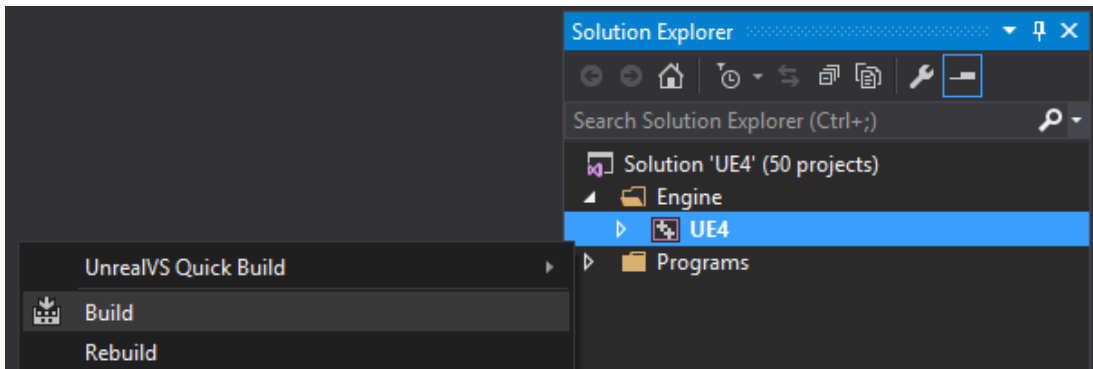 Solution Explorer
Search Solution Explorer (Ctrl+;)
Solution 'UE4' (50 projects)
Engine
UE4
Programs
UnrealVS Quick Build
Build
Rebuild